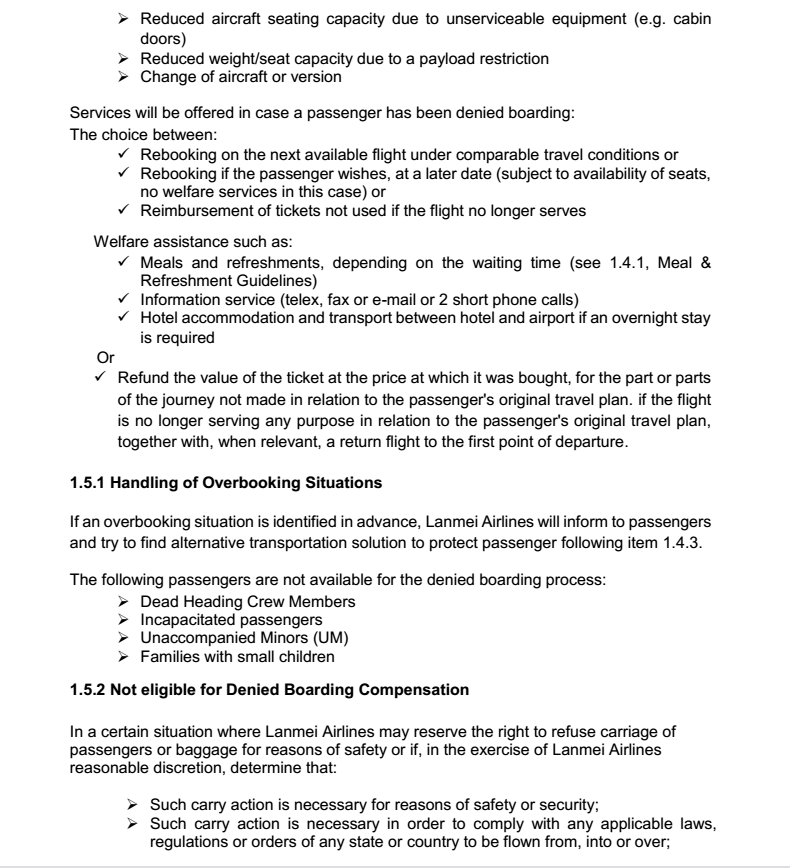 ➢ Reduced aircraft seating capacity due to unserviceable equipment (e.g. cabin
doors)
➢ Reduced weight/seat capacity due to a payload restriction
➢ Change of aircraft or version
Services will be offered in case a passenger has been denied boarding:
The choice between:
✓ Rebooking on the next available flight under comparable travel conditions or
✓ Rebooking if the passenger wishes, at a later date (subject to availability of seats,
no welfare services in this case) or
✓ Reimbursement of tickets not used if the flight no longer serves
Welfare assistance such as:
✓ Meals and refreshments, depending on the waiting time (see 1.4.1, Meal &
Refreshment Guidelines)
✓ Information service (telex, fax or e-mail or 2 short phone calls)
✓ Hotel accommodation and transport between hotel and airport if an overnight stay
is required
Or
✓ Refund the value of the ticket at the price at which it was bought, for the part or parts
of the journey not made in relation to the passenger's original travel plan. if the flight
is no longer serving any purpose in relation to the passenger's original travel plan,
together with, when relevant, a return flight to the first point of departure.
1.5.1 Handling of Overbooking Situations
If an overbooking situation is identified in advance, Lanmei Airlines will inform to passengers
and try to find alternative transportation solution to protect passenger following item 1.4.3.
The following passengers are not available for the denied boarding process:
➢ Dead Heading Crew Members
➢ Incapacitated passengers
➢ Unaccompanied Minors (UM)
➢ Families with small children
1.5.2 Not eligible for Denied Boarding Compensation
In a certain situation where Lanmei Airlines may reserve the right to refuse carriage of
passengers or baggage for reasons of safety or if, in the exercise of Lanmei Airlines
reasonable discretion, determine that:
➢ Such carry action is necessary for reasons of safety or security;
➢ Such carry action is necessary in order to comply with any applicable laws,
regulations or orders of any state or country to be flown from, into or over;